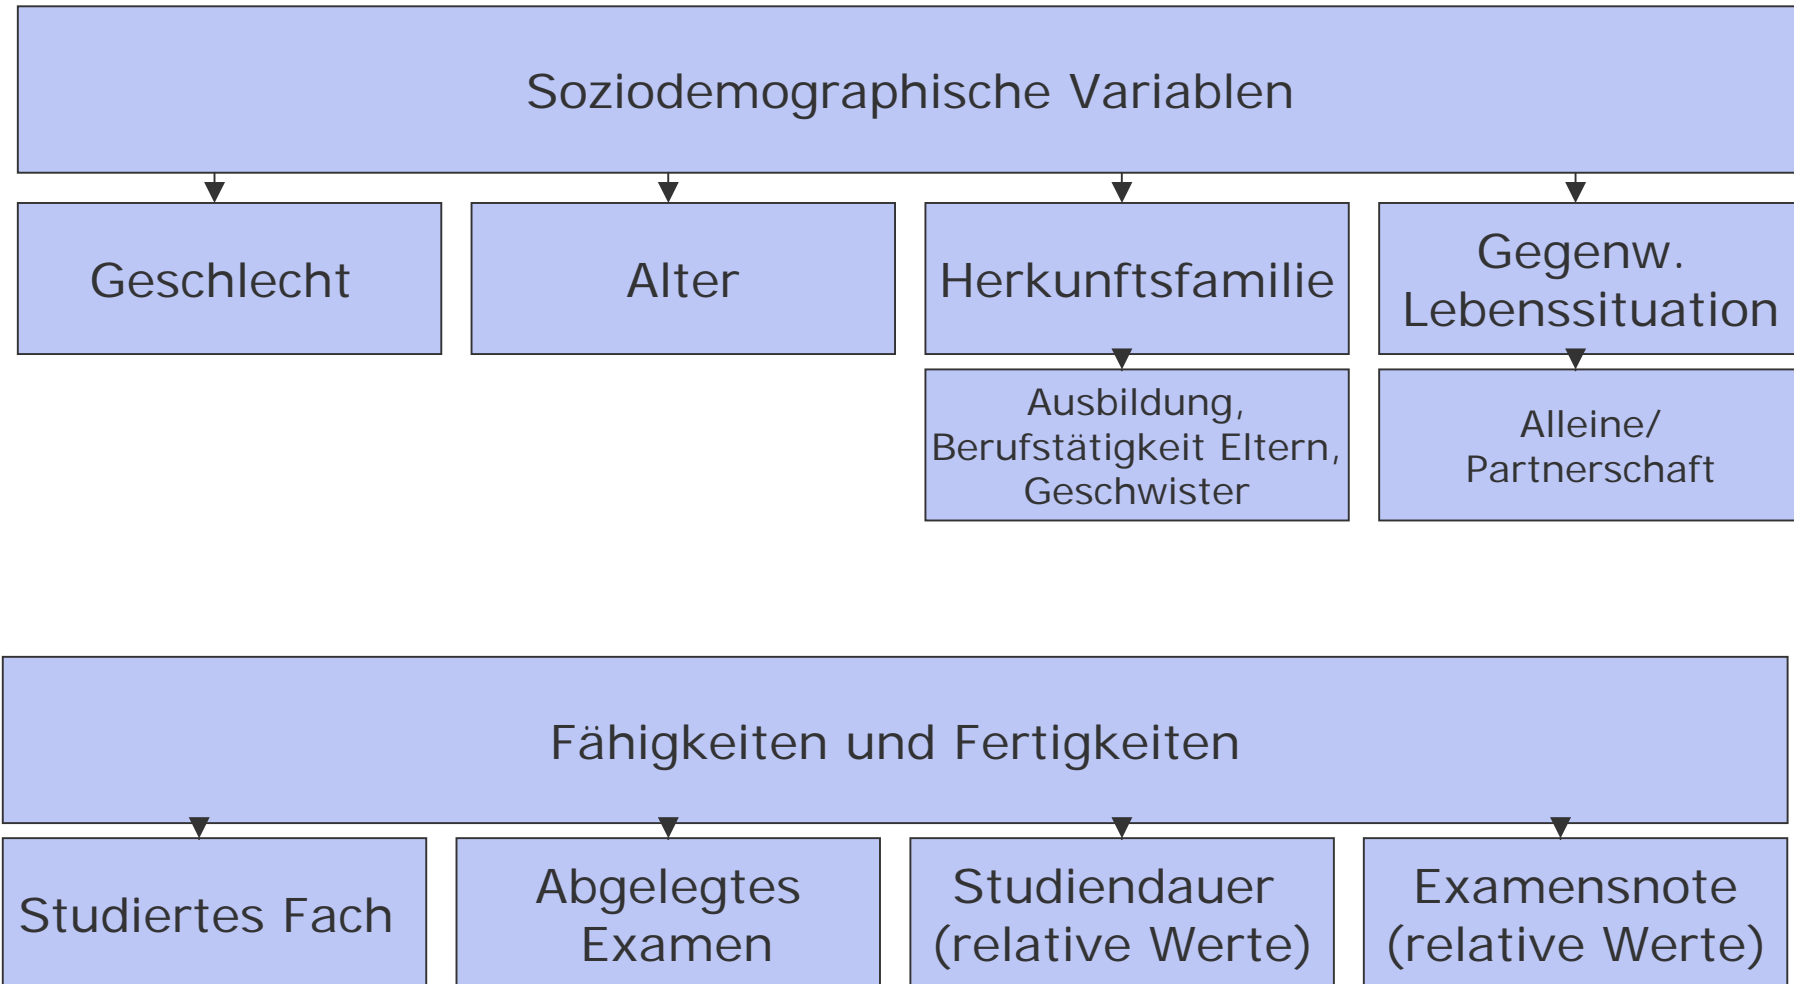 Soziodemographische Variablen
Geschlecht
Alter
Herkunftsfamilie
Gegenw.
Lebenssituation
Ausbildung,
Berufstätigkeit Eltern,
Geschwister
Alleine/
Partnerschaft
Fähigkeiten und Fertigkeiten
Studiertes Fach
Abgelegtes
Examen
Studiendauer
(relative Werte)
Examensnote
(relative Werte)